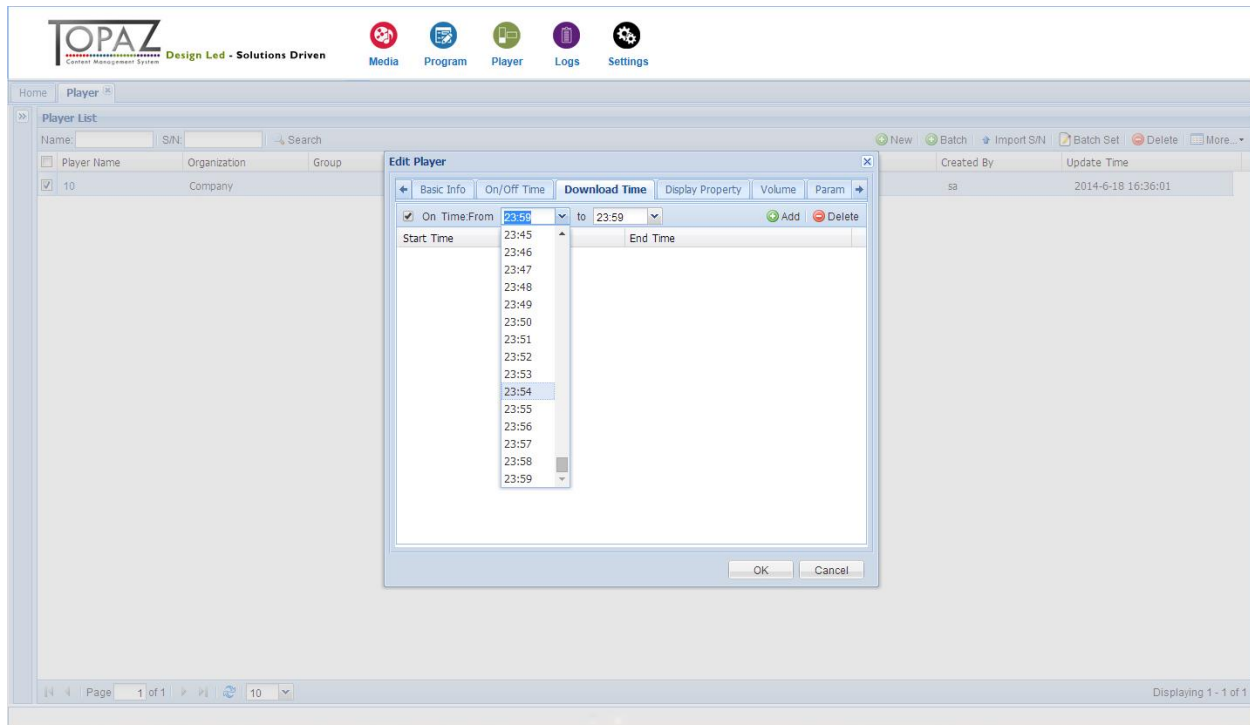 TOPAZ
Content Management System
Design Led - Solutions Driven
Media Program Player Logs Settings
Home Player
Player List
Name: S/N: Search New Batch Import S/N Batch Set Delete More...
Player Name Organization Group Created By Update Time
10 Company sa 2014-6-18 16:36:01
Edit Player
Basic Info On/Off Time Download Time Display Property Volume Param
On Time:From 23:59 to 23:59 Add Delete
Start Time End Time
23:45
23:46
23:47
23:48
23:49
23:50
23:51
23:52
23:53
23:54
23:55
23:56
23:57
23:58
23:59
OK Cancel
Page 1 of 1 10 Displaying 1 - 1 of 1